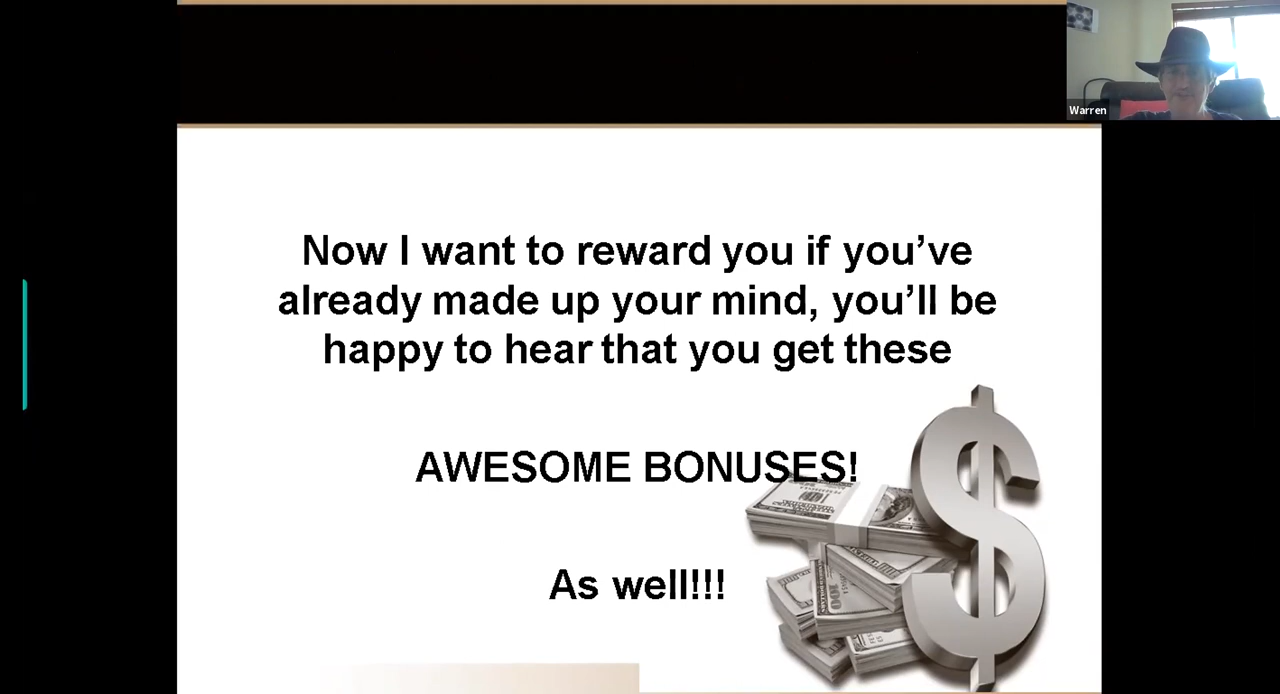 Warren
Now I want to reward you if you’ve
already made up your mind, you’ll be
happy to hear that you get these
AWESOME BONUSES!
As well!!!